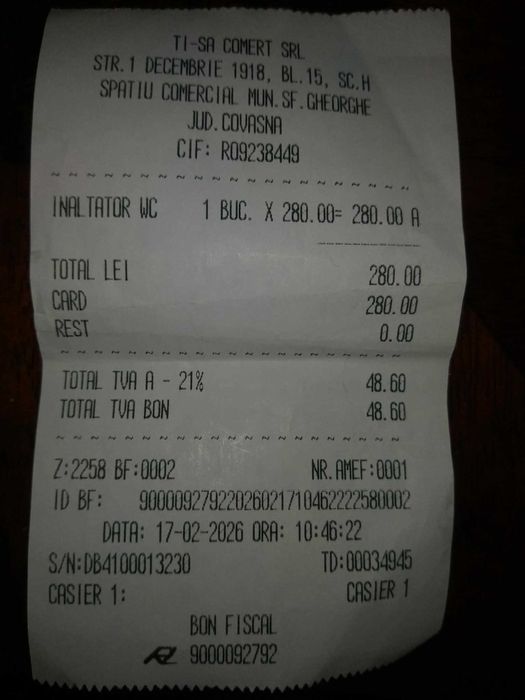 TI-SA COMERT SRL
STR.1 DECEMBRIE 1918, BL.15, SC.H
SPATIU COMERCIAL MUN.SF.GHEORGHE
JUD.COVASNA
CIF: RO9238449
~ ~ ~ ~ ~ ~ ~ ~ ~ ~ ~ ~ ~ ~ ~ ~ ~ ~ ~ ~
INALTATOR WC 1 BUC. X 280.00= 280.00 A
TOTAL LEI 280.00
CARD 280.00
REST 0.00
~ ~ ~ ~ ~ ~ ~ ~ ~ ~ ~ ~ ~ ~ ~ ~ ~ ~ ~ ~
TOTAL TVA A - 21% 48.60
TOTAL TVA BON 48.60
~ ~ ~ ~ ~ ~ ~ ~ ~ ~ ~ ~ ~ ~ ~ ~ ~ ~ ~ ~
Z:2258 BF:0002 NR.AMEF:0001
ID BF: 90000927922026021710462222580002
DATA: 17-02-2026 ORA: 10:46:22
S/N:DB4100013230 TD:00034945
CASIER 1: CASIER 1
BON FISCAL
9000092792